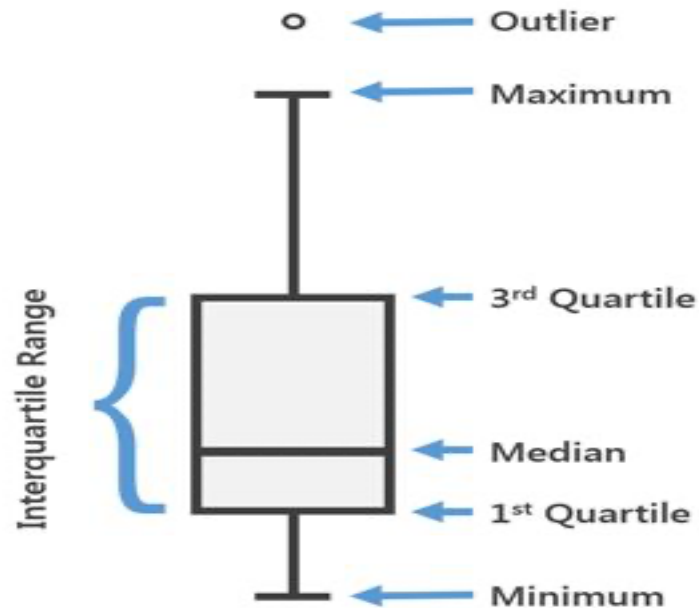 Outlier
Maximum
3rd Quartile
Interquartile Range
Median
1st Quartile
Minimum